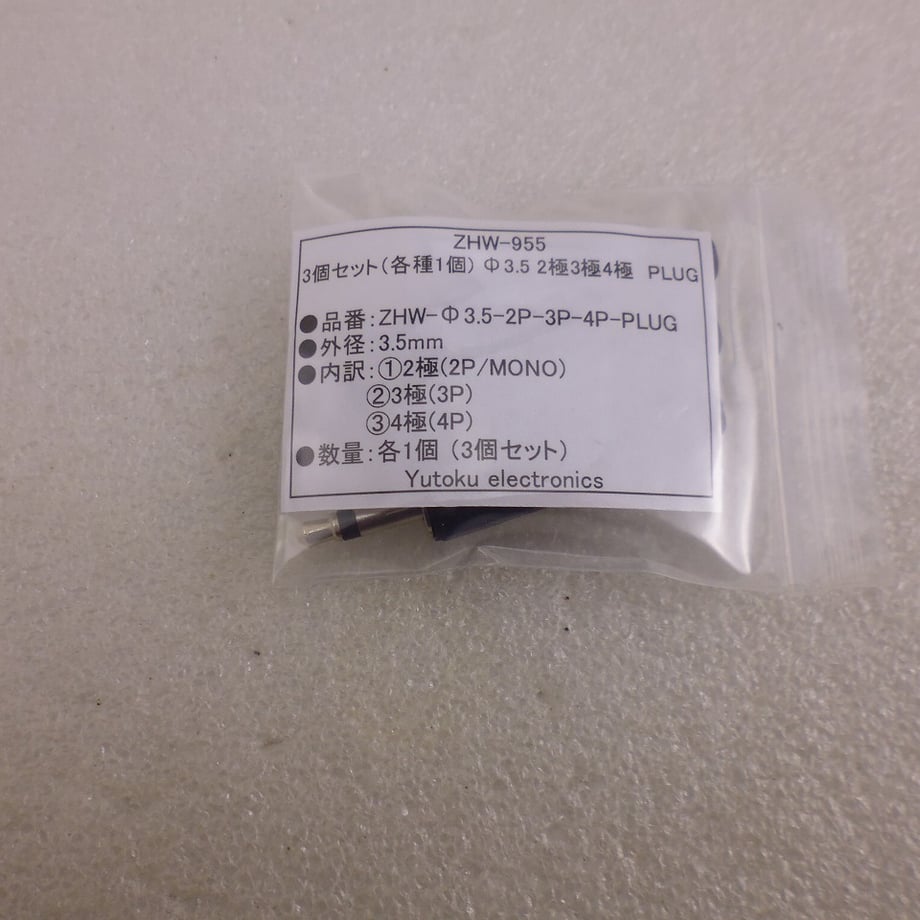 ZHW-955
3個セット(各種1個) Φ3.5 2極3極4極 PLUG
●品番:ZHW-Φ3.5-2P-3P-4P-PLUG
●外径:3.5mm
●内訳:①2極(2P/MONO)
②3極(3P)
③4極(4P)
●数量:各1個 (3個セット)
Yutoku electronics